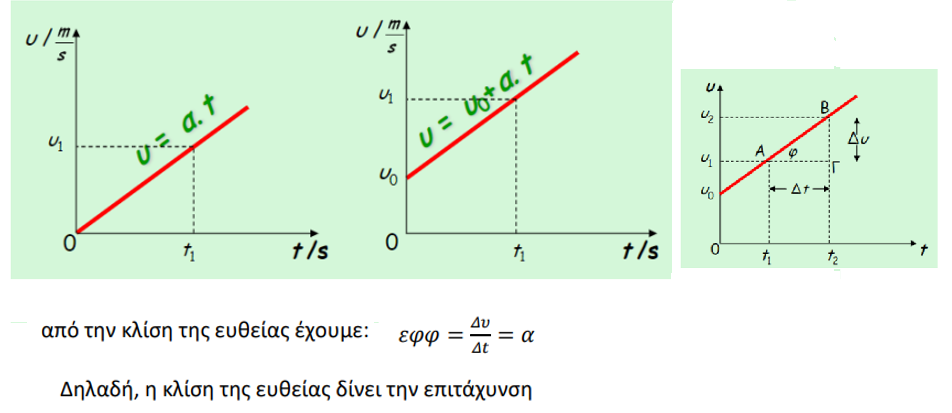 υ / m/s
υ = α.t
υ₁
0
t₁
t /s
υ / m/s
υ = υ₀+α.t
υ₁
υ₀
0
t₁
t /s
υ
υ₂
B
Δυ
A
φ
υ₁
Γ
υ₀
Δt
0
t₁
t₂
t
από την κλίση της ευθείας έχουμε: εφφ = Δυ/Δt = α
Δηλαδή, η κλίση της ευθείας δίνει την επιτάχυνση